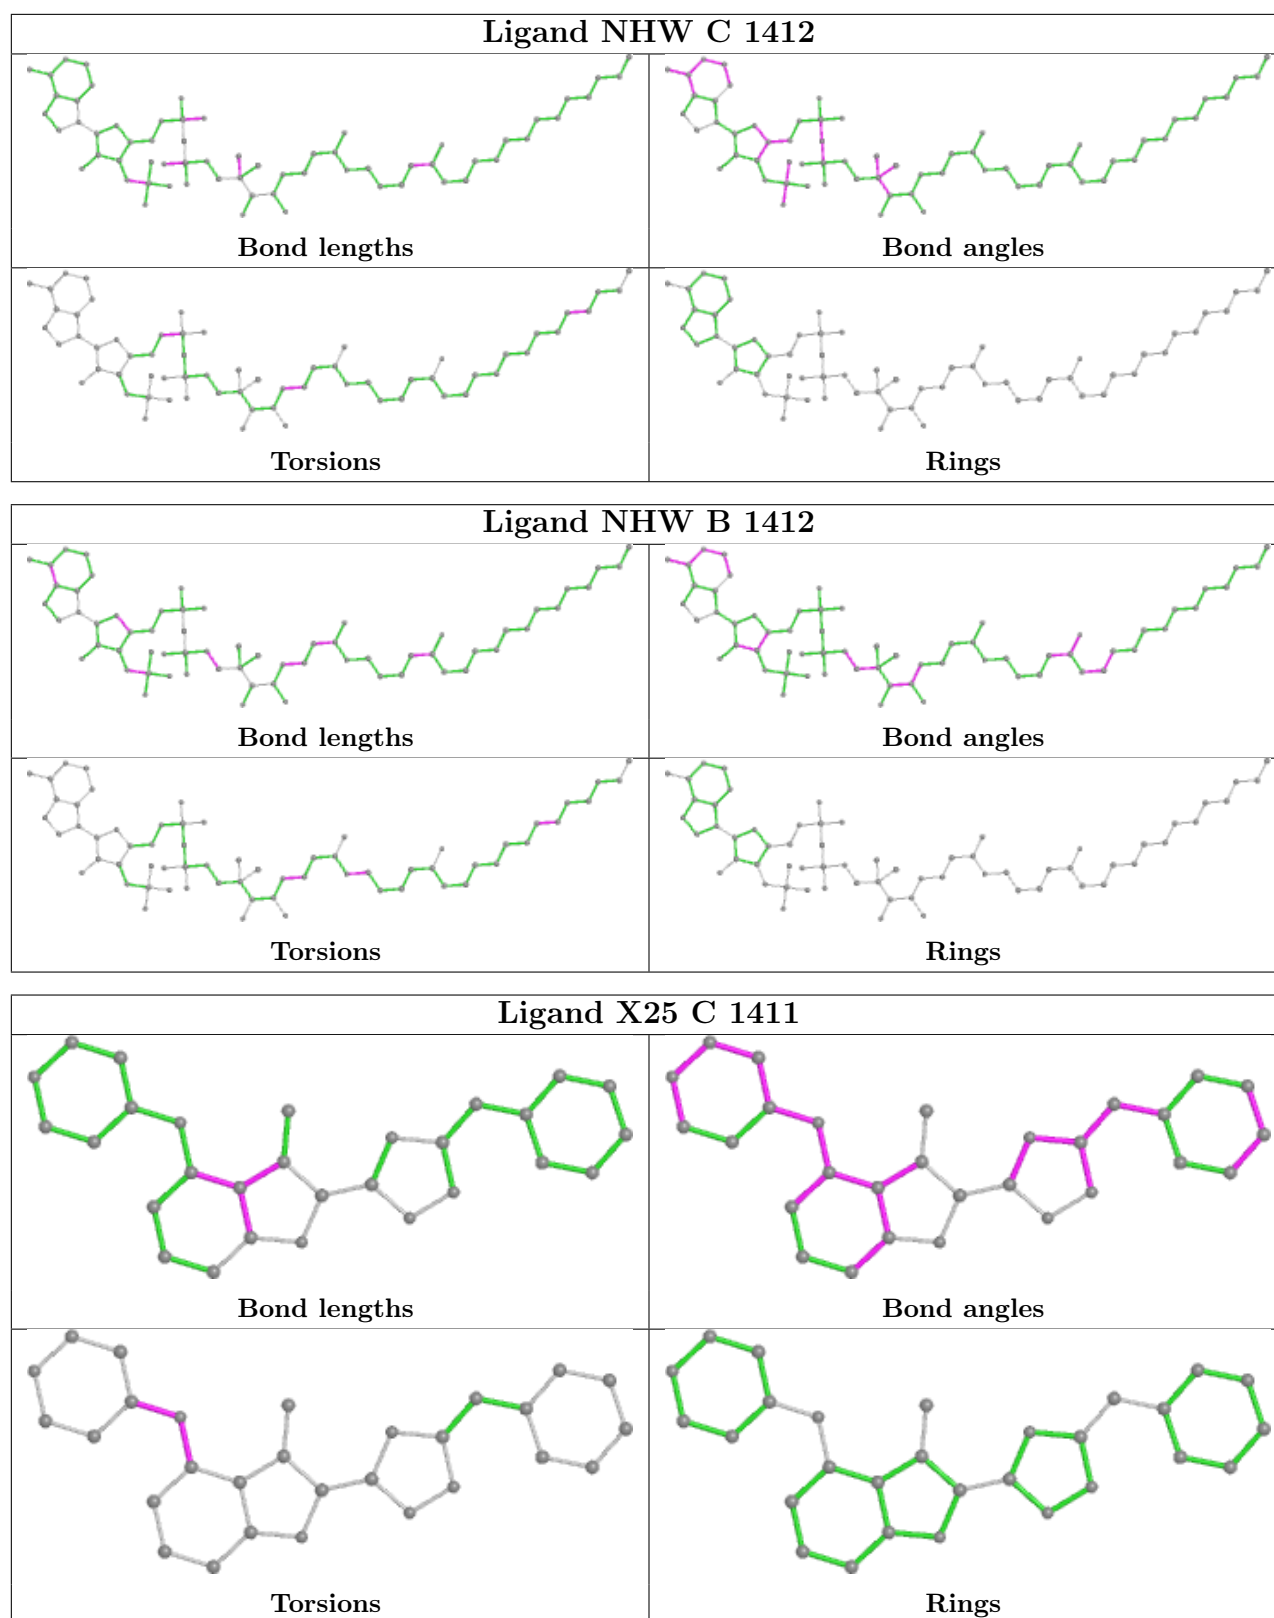 Ligand NHW C 1412
Bond lengths
Bond angles
Torsions
Rings
Ligand NHW B 1412
Bond lengths
Bond angles
Torsions
Rings
Ligand X25 C 1411
Bond lengths
Bond angles
Torsions
Rings